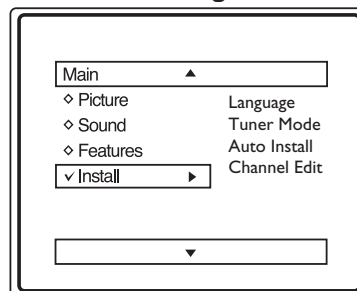 Main
Picture
Sound
Features
Install
Language
Tuner Mode
Auto Install
Channel Edit